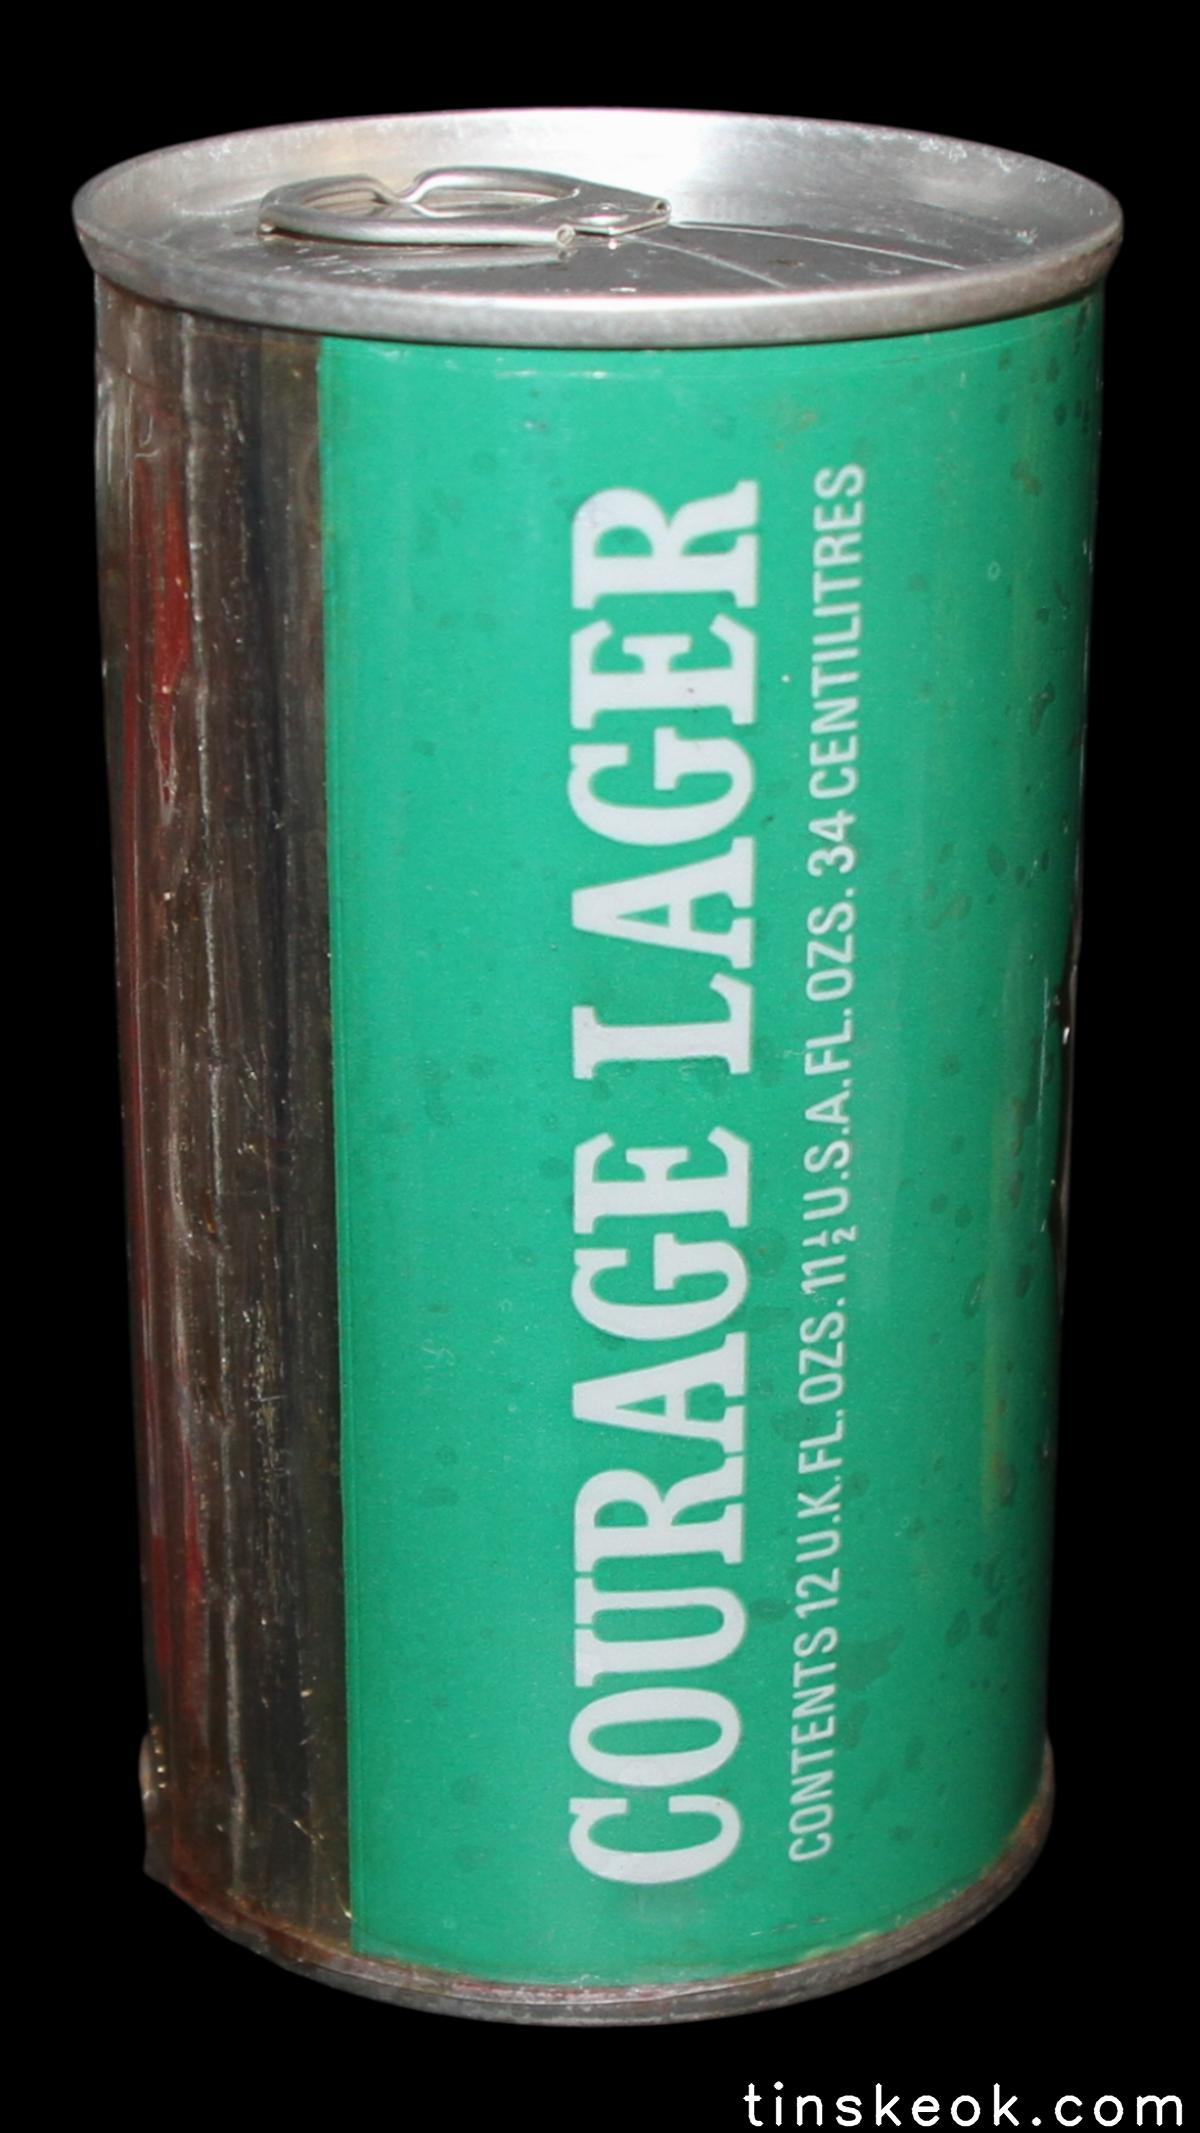 COURAGE LAGER
CONTENTS 12 U.K.FL.OZS. 11½ U.S.A.FL.OZS. 34 CENTILITRES
tinskeok.com